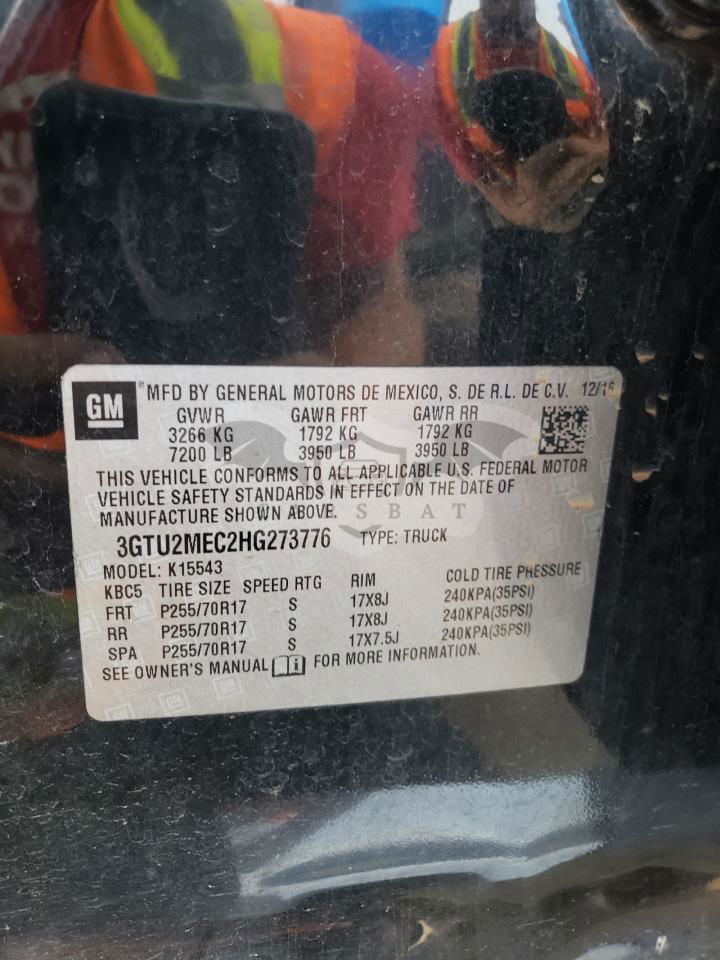 GM
MFD BY GENERAL MOTORS DE MEXICO, S. DE R.L. DE C.V. 12/16
GVWR GAWR FRT GAWR RR
3266 KG 1792 KG 1792 KG
7200 LB 3950 LB 3950 LB
THIS VEHICLE CONFORMS TO ALL APPLICABLE U.S. FEDERAL MOTOR
VEHICLE SAFETY STANDARDS IN EFFECT ON THE DATE OF
MANUFACTURE SHOWN ABOVE.
SBAT
3GTU2MEC2HG273776 TYPE: TRUCK
MODEL: K15543
KBC5 TIRE SIZE SPEED RTG RIM COLD TIRE PRESSURE
FRT P255/70R17 S 17X8J 240KPA(35PSI)
RR P255/70R17 S 17X8J 240KPA(35PSI)
SPA P255/70R17 S 17X7.5J 240KPA(35PSI)
SEE OWNER'S MANUAL i FOR MORE INFORMATION.